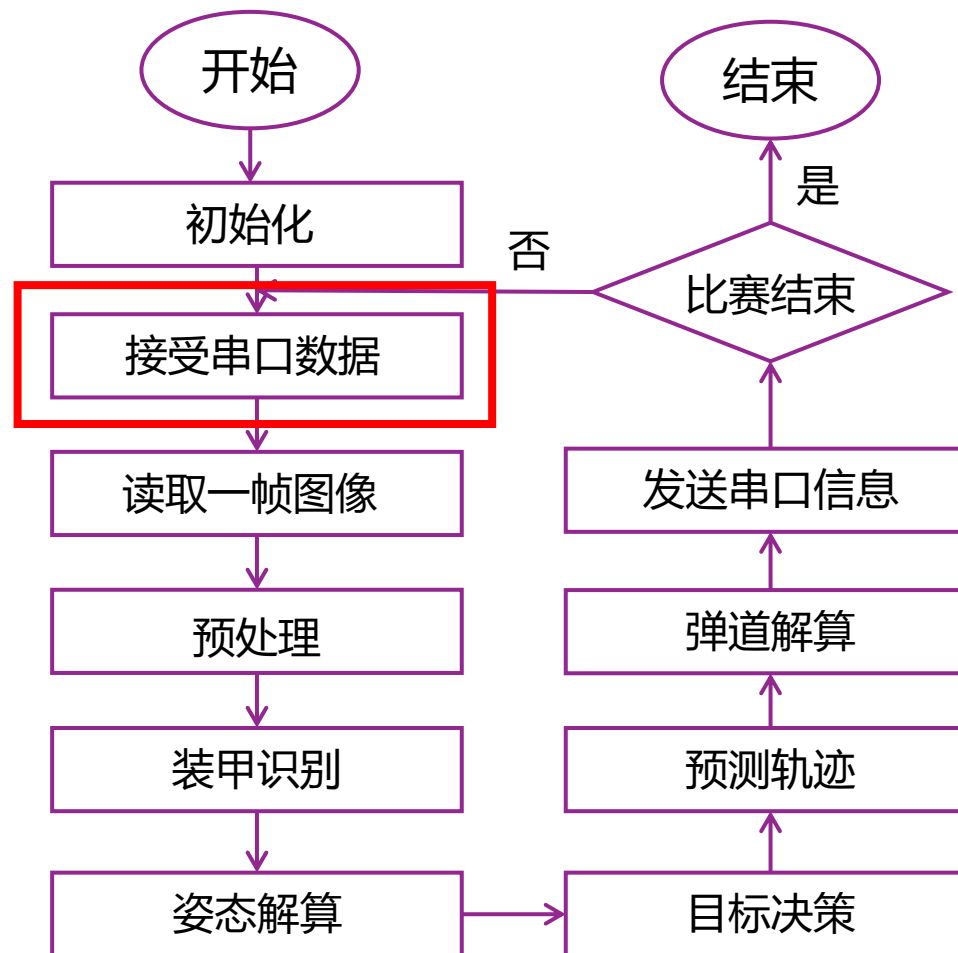 开始
初始化
接受串口数据
读取一帧图像
预处理
装甲识别
姿态解算
目标决策
预测轨迹
弹道解算
发送串口信息
比赛结束
否
是
结束